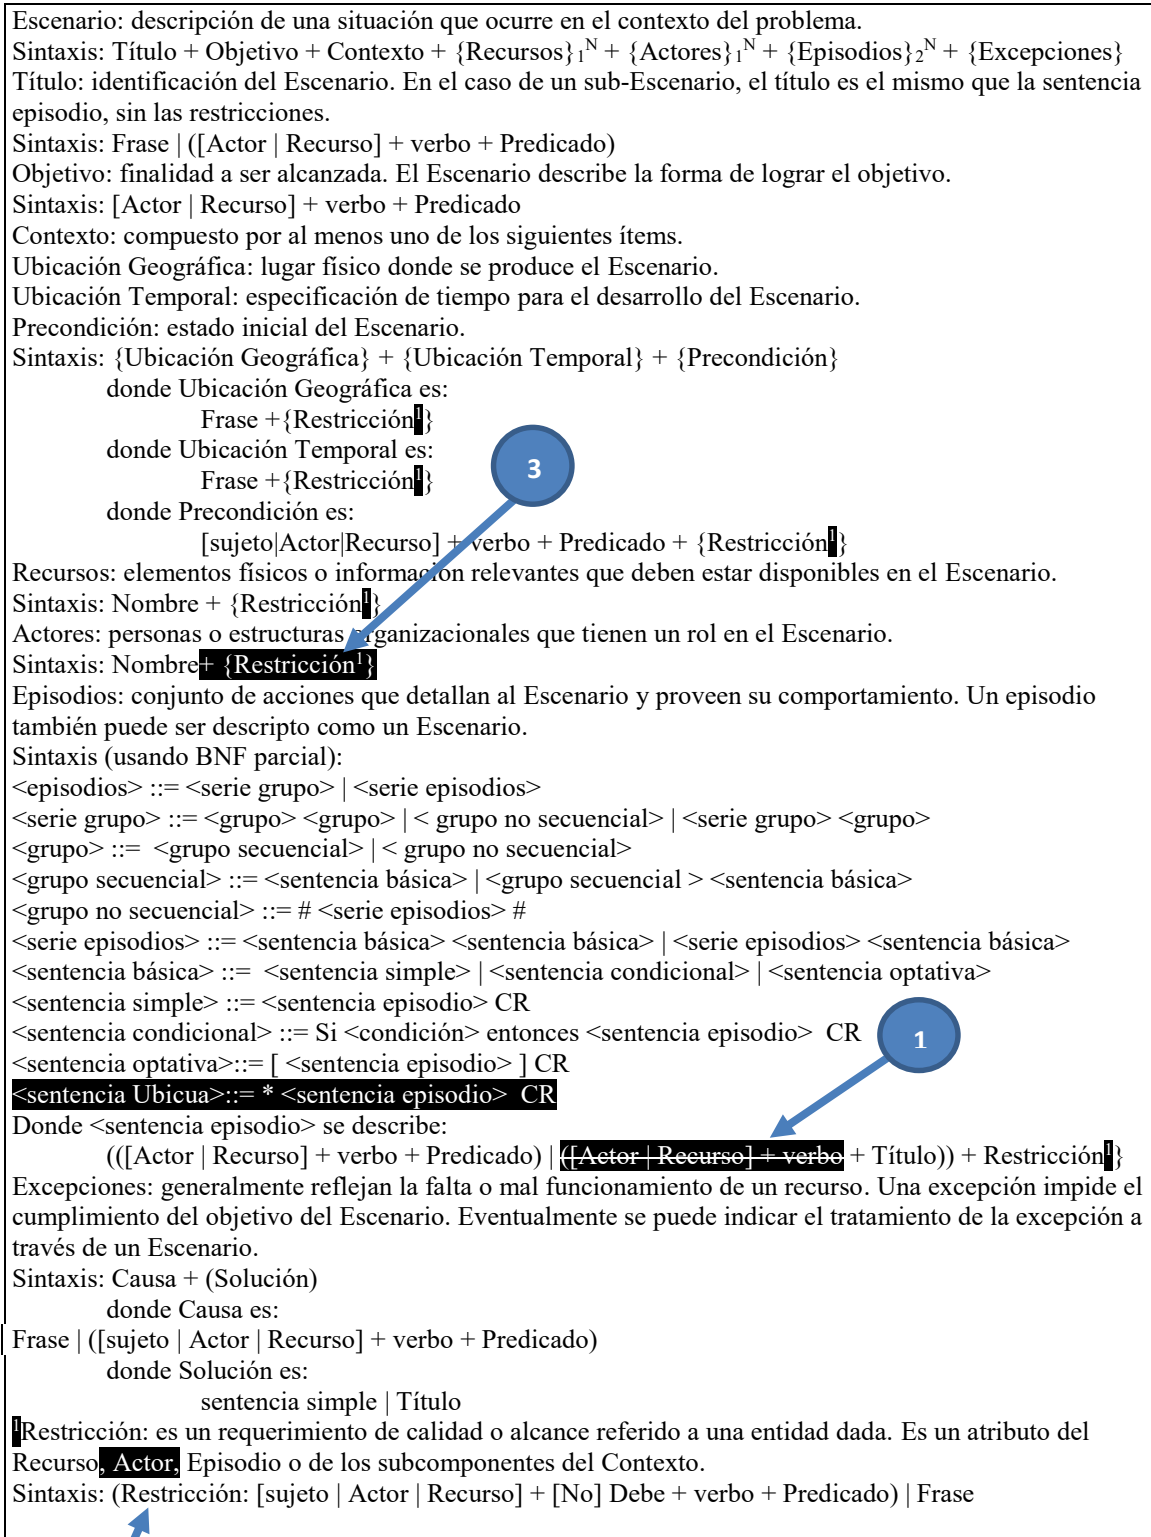 Escenario: descripción de una situación que ocurre en el contexto del problema.
Sintaxis: Título + Objetivo + Contexto + {Recursos}₁ᴺ + {Actores}₁ᴺ + {Episodios}₂ᴺ + {Excepciones}
Título: identificación del Escenario. En el caso de un sub-Escenario, el título es el mismo que la sentencia
episodio, sin las restricciones.
Sintaxis: Frase | ([Actor | Recurso] + verbo + Predicado)
Objetivo: finalidad a ser alcanzada. El Escenario describe la forma de lograr el objetivo.
Sintaxis: [Actor | Recurso] + verbo + Predicado
Contexto: compuesto por al menos uno de los siguientes ítems.
Ubicación Geográfica: lugar físico donde se produce el Escenario.
Ubicación Temporal: especificación de tiempo para el desarrollo del Escenario.
Precondición: estado inicial del Escenario.
Sintaxis: {Ubicación Geográfica} + {Ubicación Temporal} + {Precondición}
donde Ubicación Geográfica es:
Frase +{Restricción¹}
donde Ubicación Temporal es:
Frase +{Restricción¹}
3
donde Precondición es:
[sujeto|Actor|Recurso] + verbo + Predicado + {Restricción¹}
Recursos: elementos físicos o información relevantes que deben estar disponibles en el Escenario.
Sintaxis: Nombre + {Restricción¹}
Actores: personas o estructuras organizacionales que tienen un rol en el Escenario.
Sintaxis: Nombre+ {Restricción¹}
Episodios: conjunto de acciones que detallan al Escenario y proveen su comportamiento. Un episodio
también puede ser descripto como un Escenario.
Sintaxis (usando BNF parcial):
<episodios> ::= <serie grupo> | <serie episodios>
<serie grupo> ::= <grupo> <grupo> | < grupo no secuencial> | <serie grupo> <grupo>
<grupo> ::=  <grupo secuencial> | < grupo no secuencial>
<grupo secuencial> ::= <sentencia básica> | <grupo secuencial > <sentencia básica>
<grupo no secuencial> ::= # <serie episodios> #
<serie episodios> ::= <sentencia básica> <sentencia básica> | <serie episodios> <sentencia básica>
<sentencia básica> ::=  <sentencia simple> | <sentencia condicional> | <sentencia optativa>
<sentencia simple> ::= <sentencia episodio> CR
<sentencia condicional> ::= Si <condición> entonces <sentencia episodio>  CR
1
<sentencia optativa>::= [ <sentencia episodio> ] CR
<sentencia Ubicua>::= * <sentencia episodio>  CR
Donde <sentencia episodio> se describe:
(([Actor | Recurso] + verbo + Predicado) | ([Actor | Recurso] + verbo + Título)) + Restricción¹}
Excepciones: generalmente reflejan la falta o mal funcionamiento de un recurso. Una excepción impide el
cumplimiento del objetivo del Escenario. Eventualmente se puede indicar el tratamiento de la excepción a
través de un Escenario.
Sintaxis: Causa + (Solución)
donde Causa es:
Frase | ([sujeto | Actor | Recurso] + verbo + Predicado)
donde Solución es:
sentencia simple | Título
¹Restricción: es un requerimiento de calidad o alcance referido a una entidad dada. Es un atributo del
Recurso, Actor, Episodio o de los subcomponentes del Contexto.
Sintaxis: (Restricción: [sujeto | Actor | Recurso] + [No] Debe + verbo + Predicado) | Frase